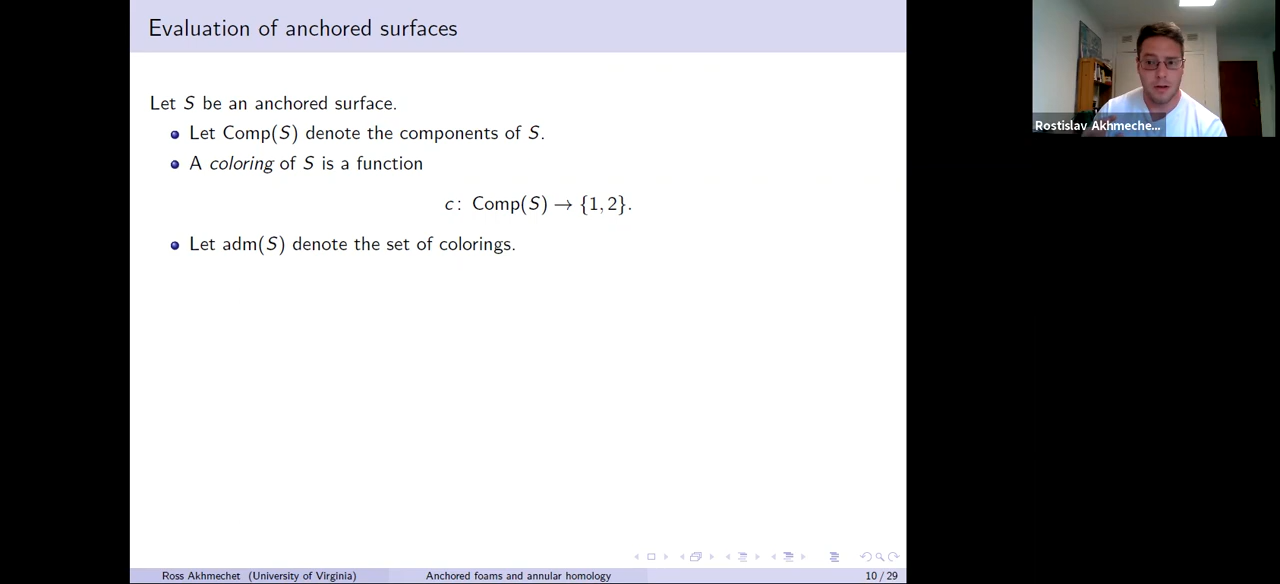 Evaluation of anchored surfaces
Let S be an anchored surface.
Let Comp(S) denote the components of S.
A coloring of S is a function
c: Comp(S) → {1, 2}.
Let adm(S) denote the set of colorings.
Rostislav Akhmeche...
Ross Akhmechet (University of Virginia)
Anchored foams and annular homology
10 / 29